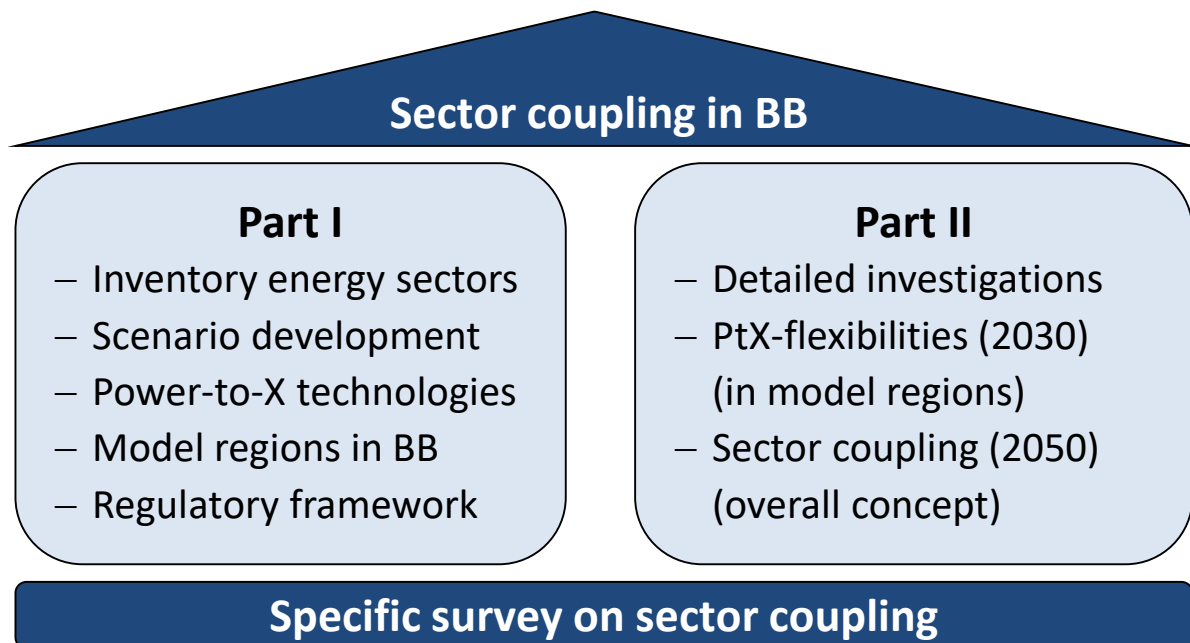 Sector coupling in BB
Part I
– Inventory energy sectors
– Scenario development
– Power-to-X technologies
– Model regions in BB
– Regulatory framework
Part II
– Detailed investigations
– PtX-flexibilities (2030)
(in model regions)
– Sector coupling (2050)
(overall concept)
Specific survey on sector coupling